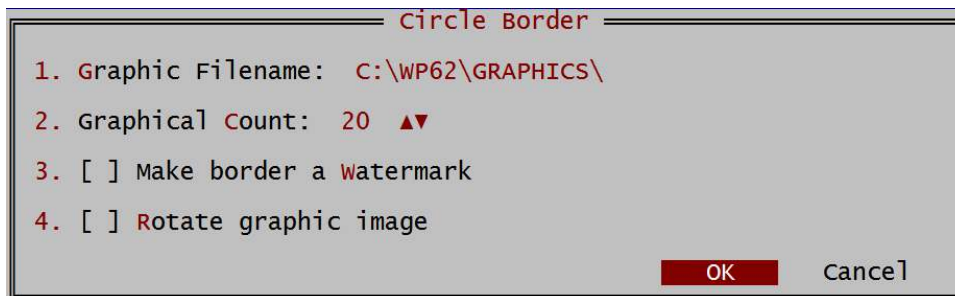 Circle Border
1. Graphic Filename: C:\WP62\GRAPHICS\
2. Graphical Count: 20 ▲▼
3. [ ] Make border a Watermark
4. [ ] Rotate graphic image
OK Cancel